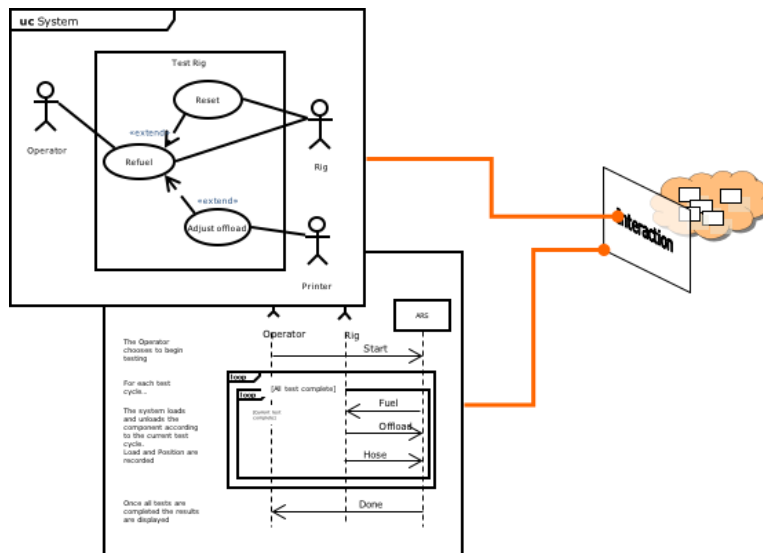 uc System
Test Rig
Reset
Operator
«extend»
Rig
Refuel
«extend»
Adjust offload
Printer
Interaction
Operator
Rig
ARS
The Operator
chooses to begin
testing
Start
For each test
cycle..
loop
[All test complete]
loop
Fuel
The system loads
and unloads the
component according
to the current test
cycle.
Load and Position are
recorded
Offload
Hose
Once all tests are
completed the results
are displayed
Done